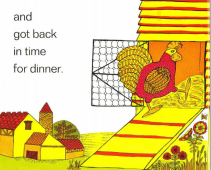 and
got back
in time
for dinner.